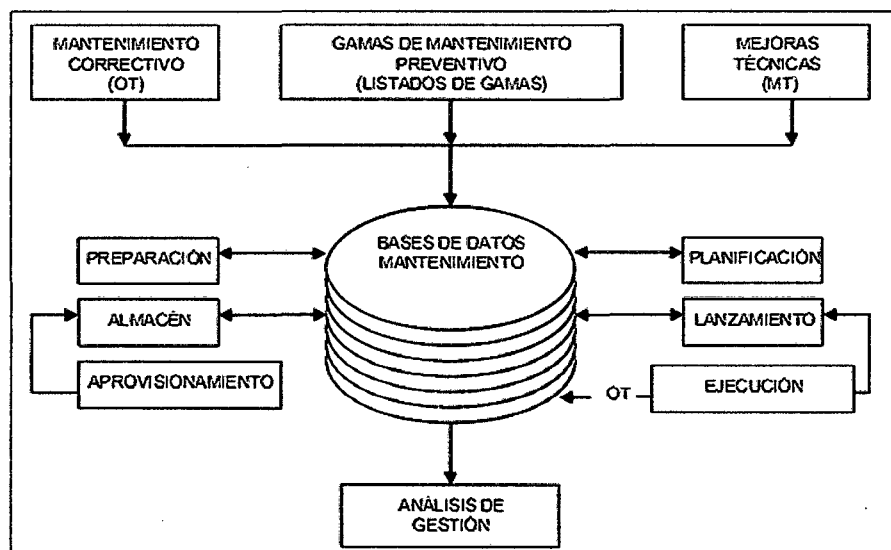 MANTENIMIENTO
CORRECTIVO
(OT)
GAMAS DE MANTENIMIENTO
PREVENTIVO
(LISTADOS DE GAMAS)
MEJORAS
TÉCNICAS
(MT)
BASES DE DATOS
MANTENIMIENTO
PREPARACIÓN
PLANIFICACIÓN
ALMACÉN
LANZAMIENTO
APROVISIONAMIENTO
OT
EJECUCIÓN
ANÁLISIS DE
GESTIÓN